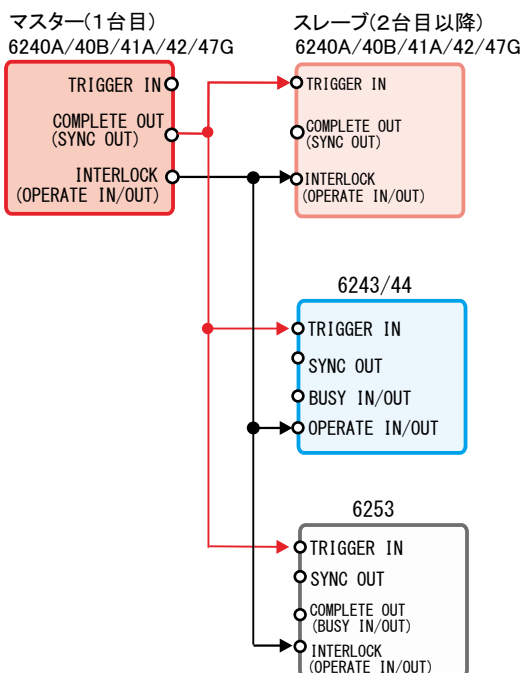 マスター(1台目)
6240A/40B/41A/42/47G
TRIGGER IN
COMPLETE OUT
(SYNC OUT)
INTERLOCK
(OPERATE IN/OUT)
スレーブ(2台目以降)
6240A/40B/41A/42/47G
TRIGGER IN
COMPLETE OUT
(SYNC OUT)
INTERLOCK
(OPERATE IN/OUT)
6243/44
TRIGGER IN
SYNC OUT
BUSY IN/OUT
OPERATE IN/OUT
6253
TRIGGER IN
SYNC OUT
COMPLETE OUT
(BUSY IN/OUT)
INTERLOCK
(OPERATE IN/OUT)